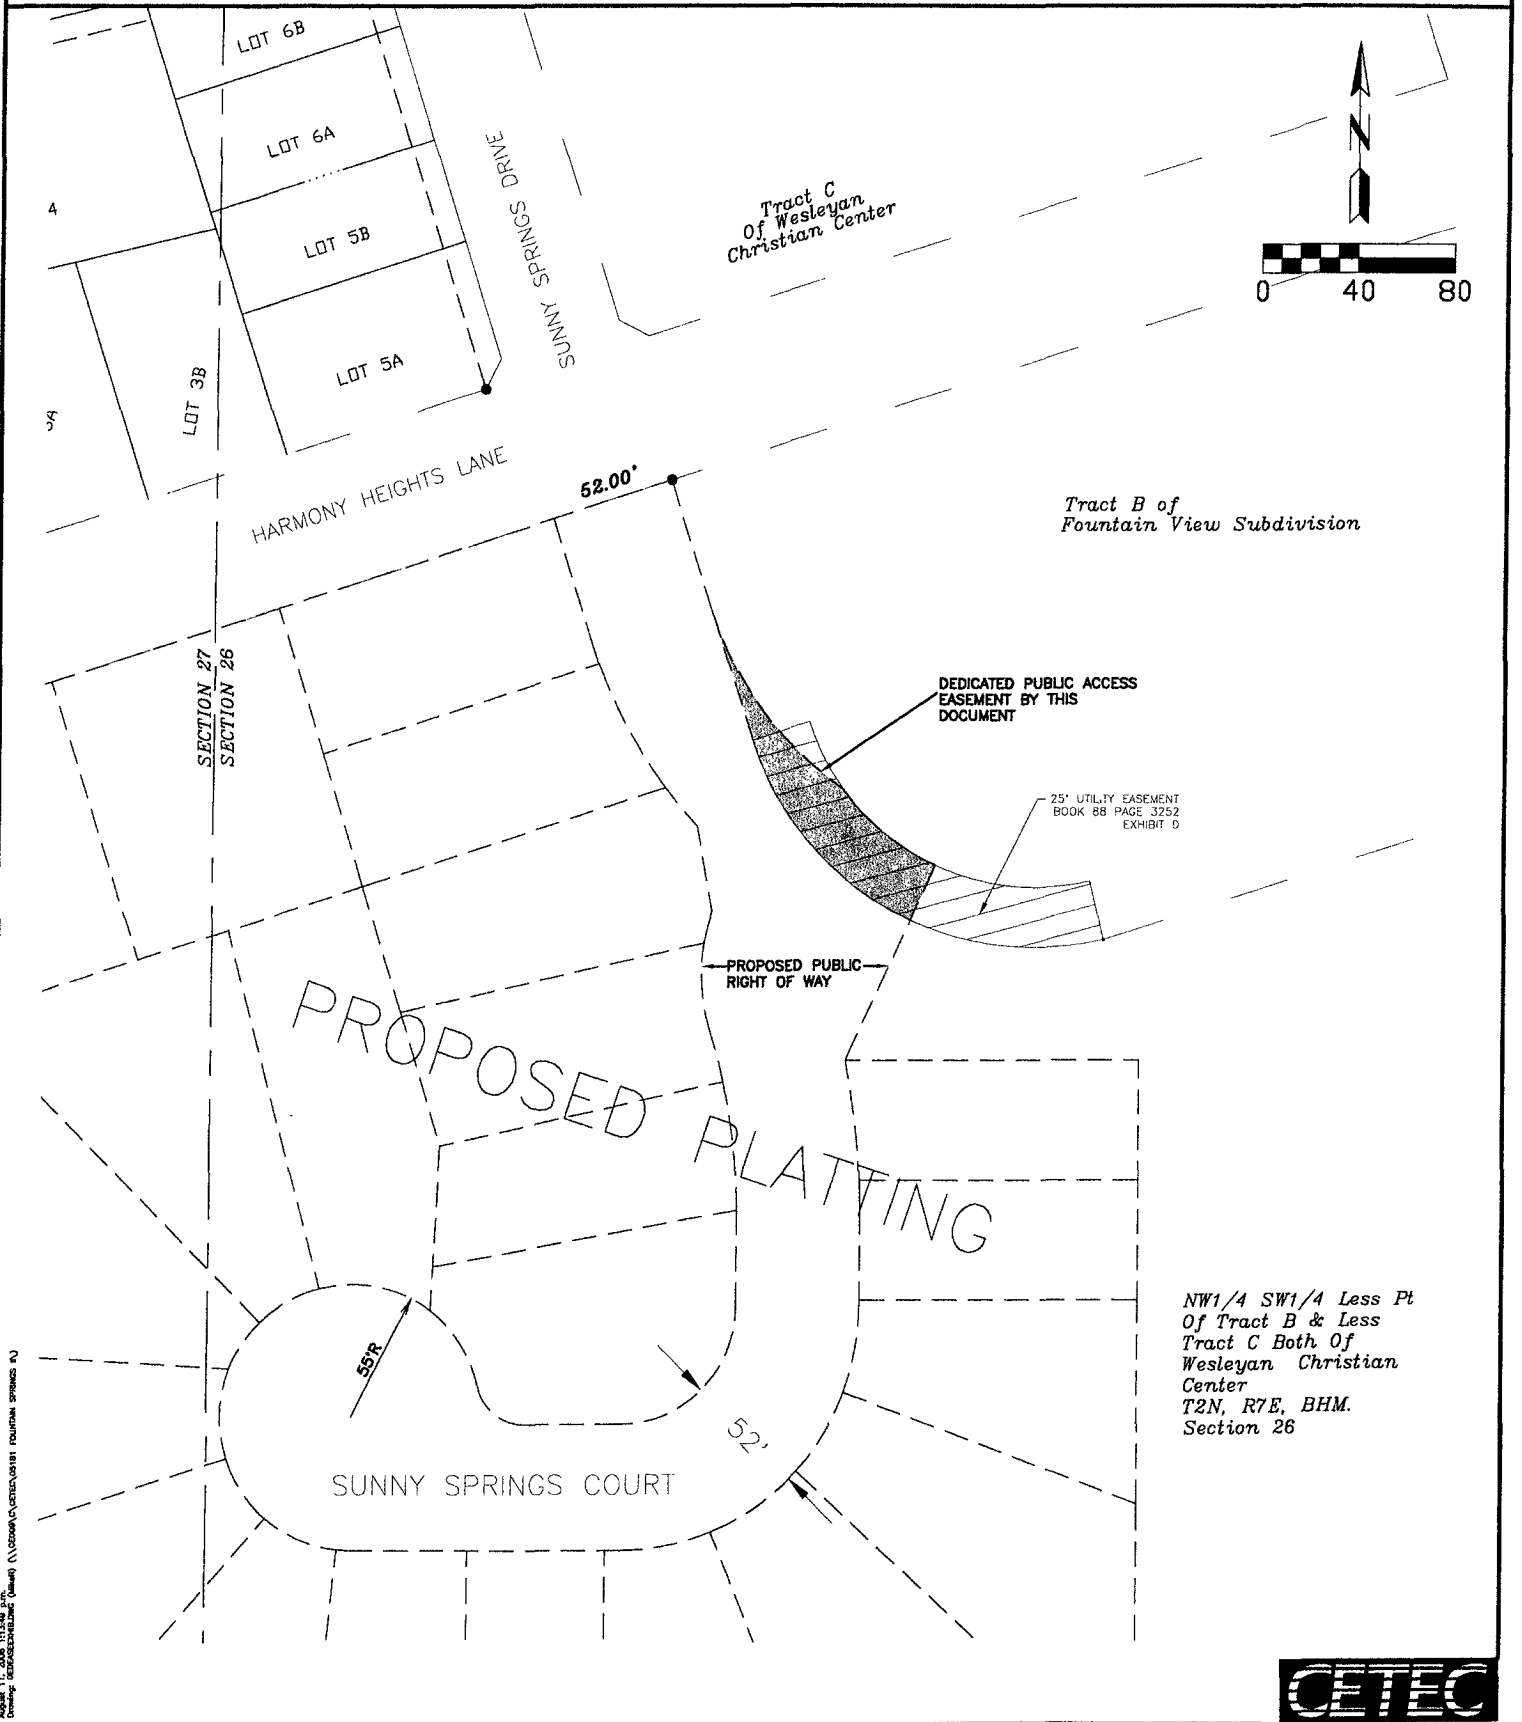 LOT 6B
LOT 6A
LOT 5B
LOT 5A
LOT 3B
4
SUNNY SPRINGS DRIVE
Tract C
Of Wesleyan
Christian Center
N
0 40 80
HARMONY HEIGHTS LANE
52.00'
Tract B of
Fountain View Subdivision
SECTION 27
SECTION 26
DEDICATED PUBLIC ACCESS
EASEMENT BY THIS
DOCUMENT
25' UTILITY EASEMENT
BOOK 88 PAGE 3252
EXHIBIT D
PROPOSED PUBLIC
RIGHT OF WAY
PROPOSED PLATTING
NW1/4 SW1/4 Less Pt
Of Tract B & Less
Tract C Both Of
Wesleyan Christian
Center
T2N, R7E, BHM.
Section 26
55'R
52'
SUNNY SPRINGS COURT
CETEC